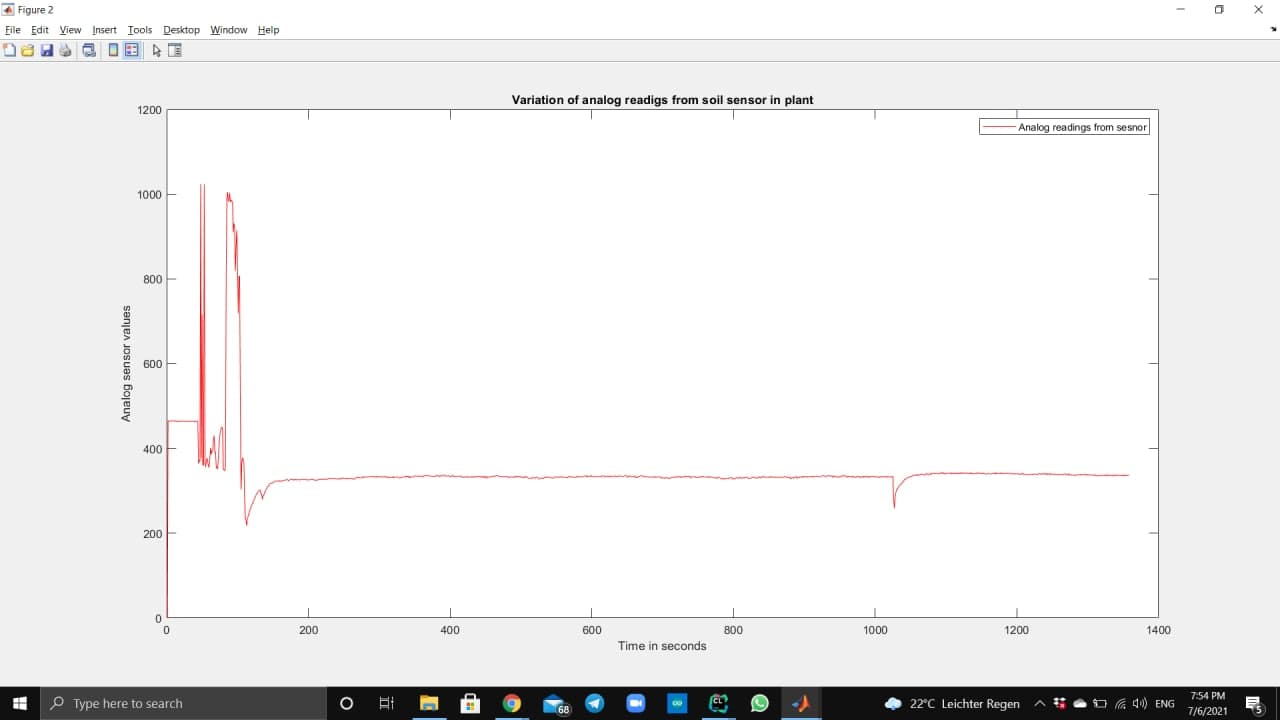 Figure 2
File Edit View Insert Tools Desktop Window Help
Variation of analog readigs from soil sensor in plant
Analog readings from sesnor
1200
1000
800
600
400
200
0
Analog sensor values
0 200 400 600 800 1000 1200 1400
Time in seconds
Type here to search
68
CL
22°C Leichter Regen
ENG
7:54 PM
7/6/2021
5